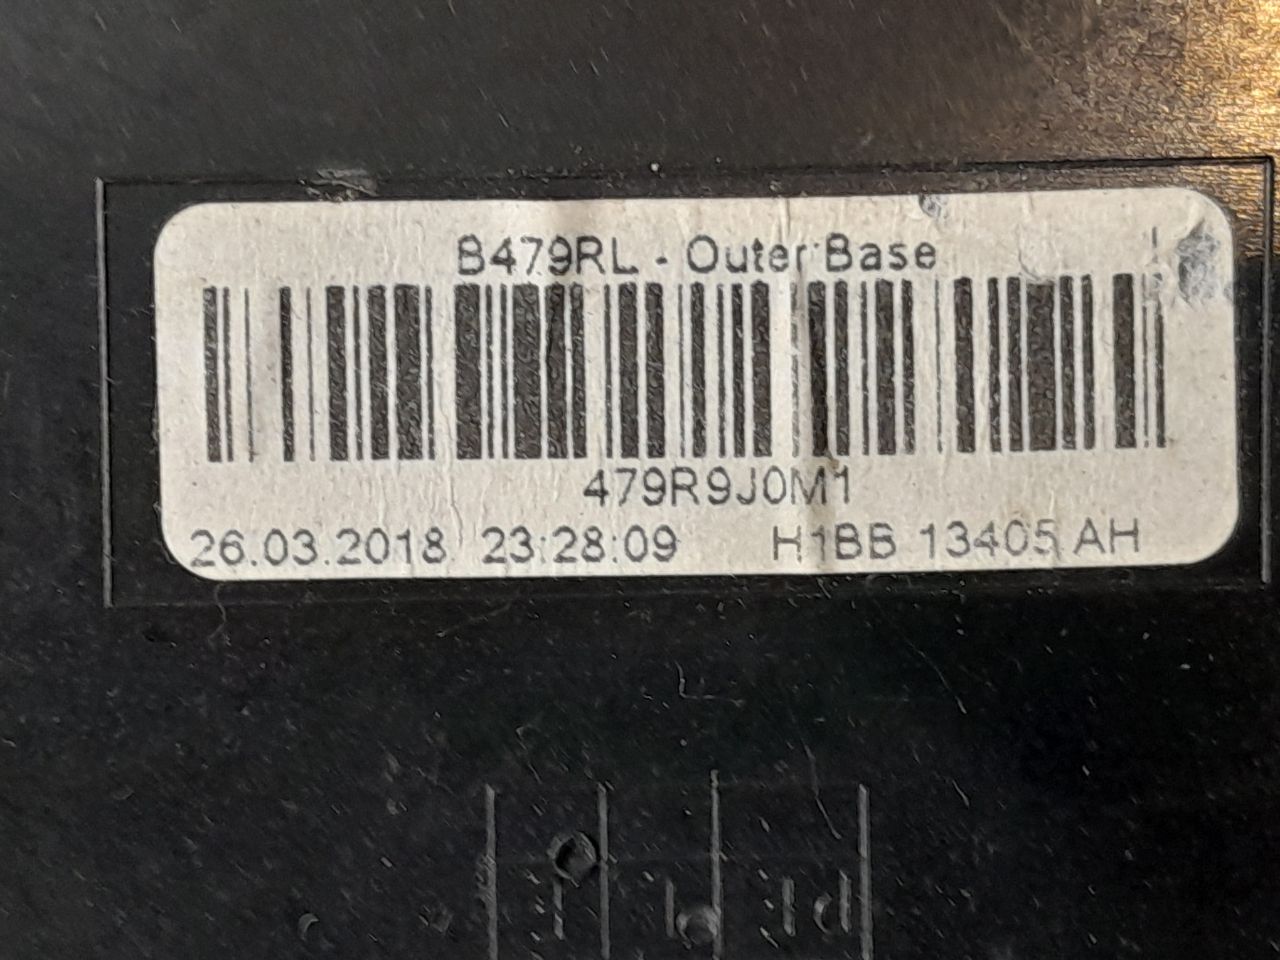 B479RL - Outer Base
479R9J0M1
26.03.2018 23:28:09 H1BB 13405 AH